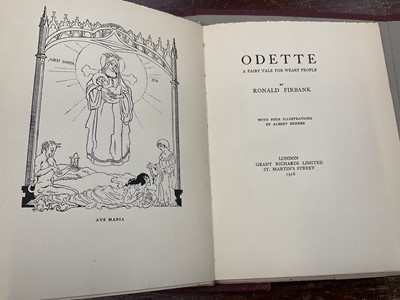 AVE MARIA
ODETTE
A FAIRY TALE FOR WEARY PEOPLE
BY
RONALD FIRBANK
WITH FOUR ILLUSTRATIONS
BY ALBERT BUHRER
LONDON
GRANT RICHARDS LIMITED
ST. MARTIN'S STREET
1916